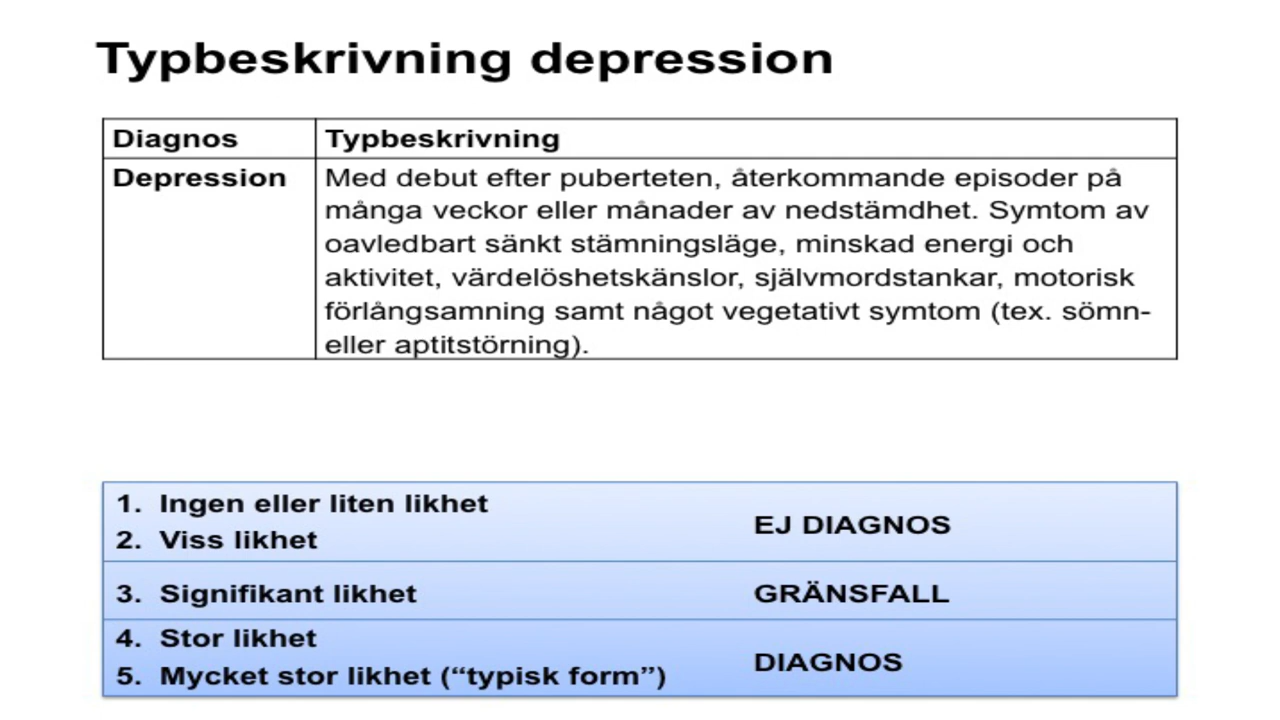 Typbeskrivning depression
Diagnos
Typbeskrivning
Depression
Med debut efter puberteten, återkommande episoder på
många veckor eller månader av nedstämdhet. Symtom av
oavledbart sänkt stämningsläge, minskad energi och
aktivitet, värdelöshetskänslor, självmordstankar, motorisk
förlångsamning samt något vegetativt symtom (tex. sömn-
eller aptitstörning).
1. Ingen eller liten likhet
2. Viss likhet
EJ DIAGNOS
3. Signifikant likhet
GRÄNSFALL
4. Stor likhet
5. Mycket stor likhet (“typisk form”)
DIAGNOS